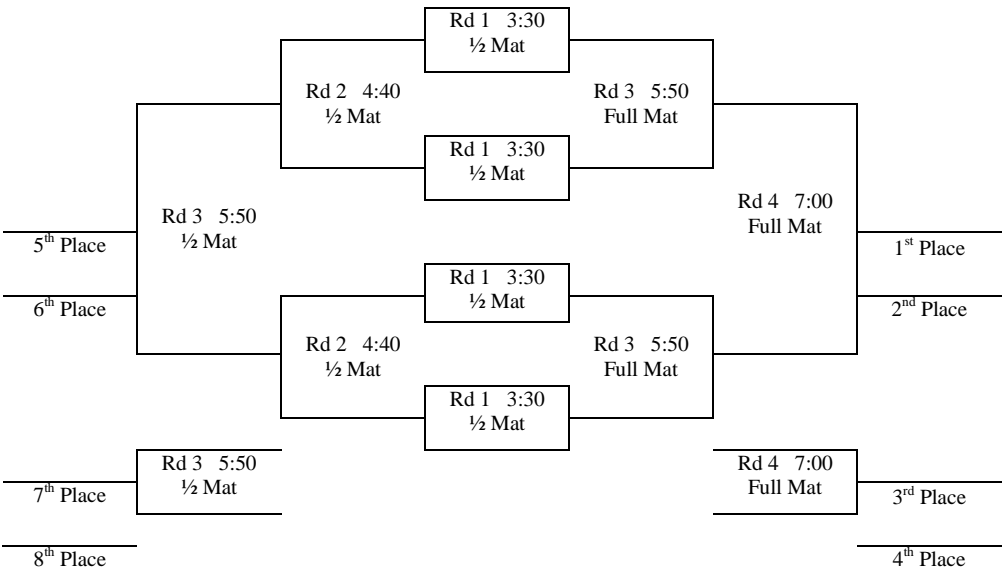 Rd 1 3:30
½ Mat
Rd 2 4:40
½ Mat
Rd 3 5:50
Full Mat
Rd 1 3:30
½ Mat
Rd 3 5:50
½ Mat
Rd 4 7:00
Full Mat
5th Place
1st Place
Rd 1 3:30
½ Mat
6th Place
2nd Place
Rd 2 4:40
½ Mat
Rd 3 5:50
Full Mat
Rd 1 3:30
½ Mat
Rd 3 5:50
½ Mat
Rd 4 7:00
Full Mat
7th Place
3rd Place
8th Place
4th Place